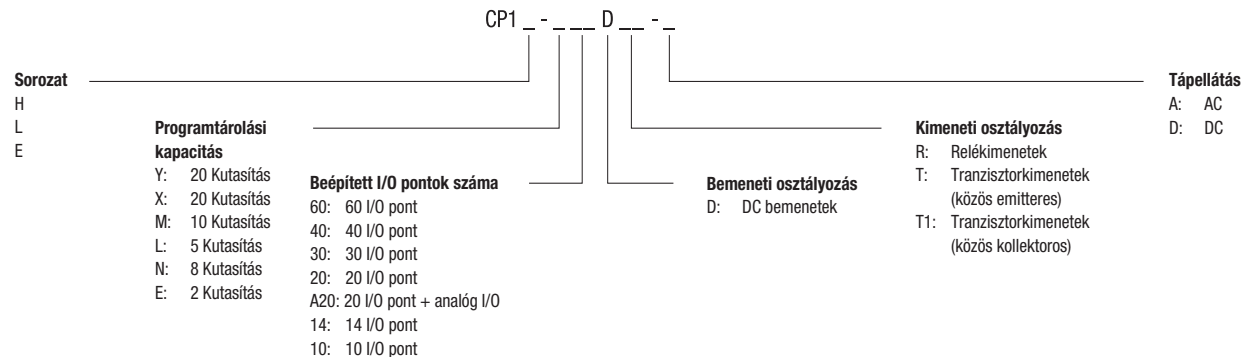 CP1 _ - _ _ _ D _ _ - _
Sorozat
H
L
E
Programtárolási
kapacitás
Y: 20 Kutasítás
X: 20 Kutasítás
M: 10 Kutasítás
L: 5 Kutasítás
N: 8 Kutasítás
E: 2 Kutasítás
Beépített I/O pontok száma
60: 60 I/O pont
40: 40 I/O pont
30: 30 I/O pont
20: 20 I/O pont
A20: 20 I/O pont + analóg I/O
14: 14 I/O pont
10: 10 I/O pont
Bemeneti osztályozás
D: DC bemenetek
Kimeneti osztályozás
R: Relékimenetek
T: Tranzisztorkimenetek
(közös emitteres)
T1: Tranzisztorkimenetek
(közös kollektoros)
Tápellátás
A: AC
D: DC